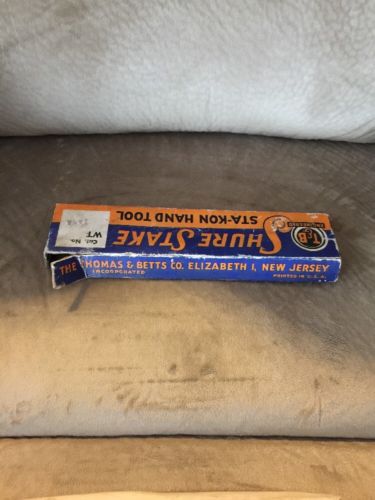 STA-KON HAND TOOL
SHURE STAKE
T&B
ENGINEERED
Cat. No.
WT
THE THOMAS & BETTS CO. ELIZABETH 1, NEW JERSEY
INCORPORATED
PRINTED IN U.S.A.